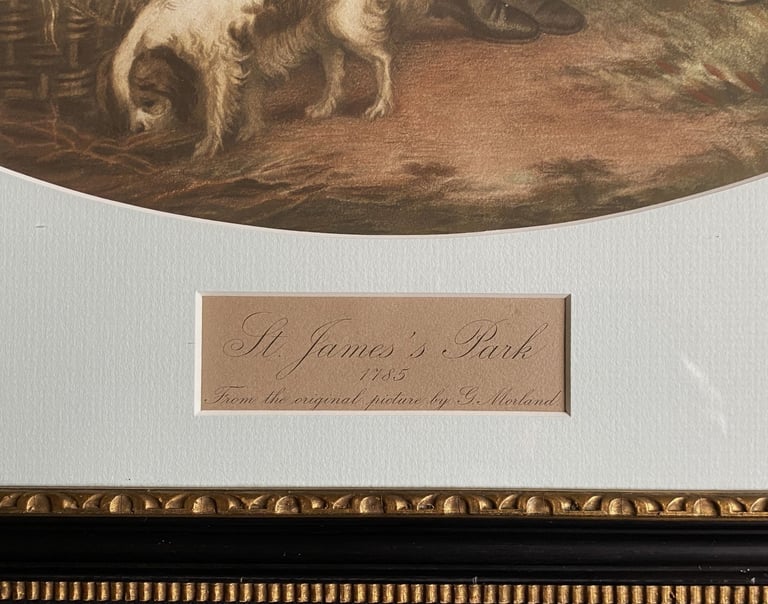 St. James's Park
1785
From the original picture by G. Morland.